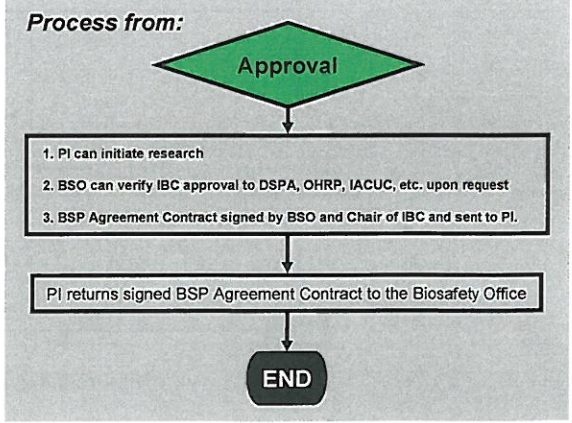 Process from:
Approval
1. PI can initiate research
2. BSO can verify IBC approval to DSPA, OHRP, IACUC, etc. upon request
3. BSP Agreement Contract signed by BSO and Chair of IBC and sent to PI.
PI returns signed BSP Agreement Contract to the Biosafety Office
END